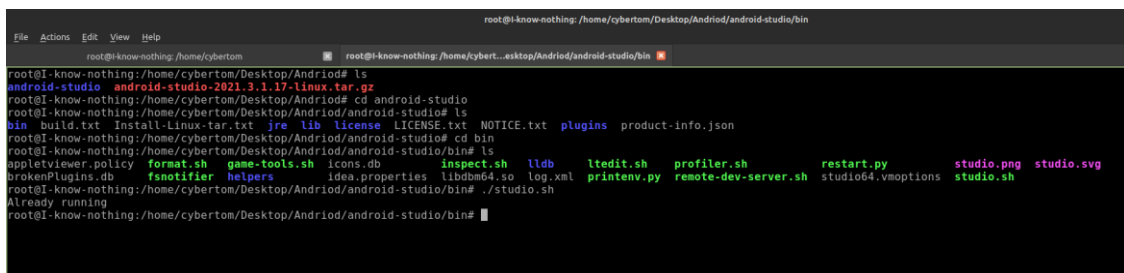 root@I-know-nothing: /home/cybertom/Desktop/Andriod/android-studio/bin
File Actions Edit View Help
root@I-know-nothing: /home/cybertom root@I-know-nothing: /home/cybert...esktop/Andriod/android-studio/bin
root@I-know-nothing:/home/cybertom/Desktop/Andriod# ls
android-studio android-studio-2021.3.1.17-linux.tar.gz
root@I-know-nothing:/home/cybertom/Desktop/Andriod# cd android-studio
root@I-know-nothing:/home/cybertom/Desktop/Andriod/android-studio# ls
bin build.txt Install-Linux-tar.txt jre lib license LICENSE.txt NOTICE.txt plugins product-info.json
root@I-know-nothing:/home/cybertom/Desktop/Andriod/android-studio# cd bin
root@I-know-nothing:/home/cybertom/Desktop/Andriod/android-studio/bin# ls
appletviewer.policy format.sh game-tools.sh icons.db inspect.sh lldb ltedit.sh profiler.sh restart.py studio.png studio.svg
brokenPlugins.db fsnotifier helpers idea.properties libdbm64.so log.xml printenv.py remote-dev-server.sh studio64.vmoptions studio.sh
root@I-know-nothing:/home/cybertom/Desktop/Andriod/android-studio/bin# ./studio.sh
Already running
root@I-know-nothing:/home/cybertom/Desktop/Andriod/android-studio/bin#